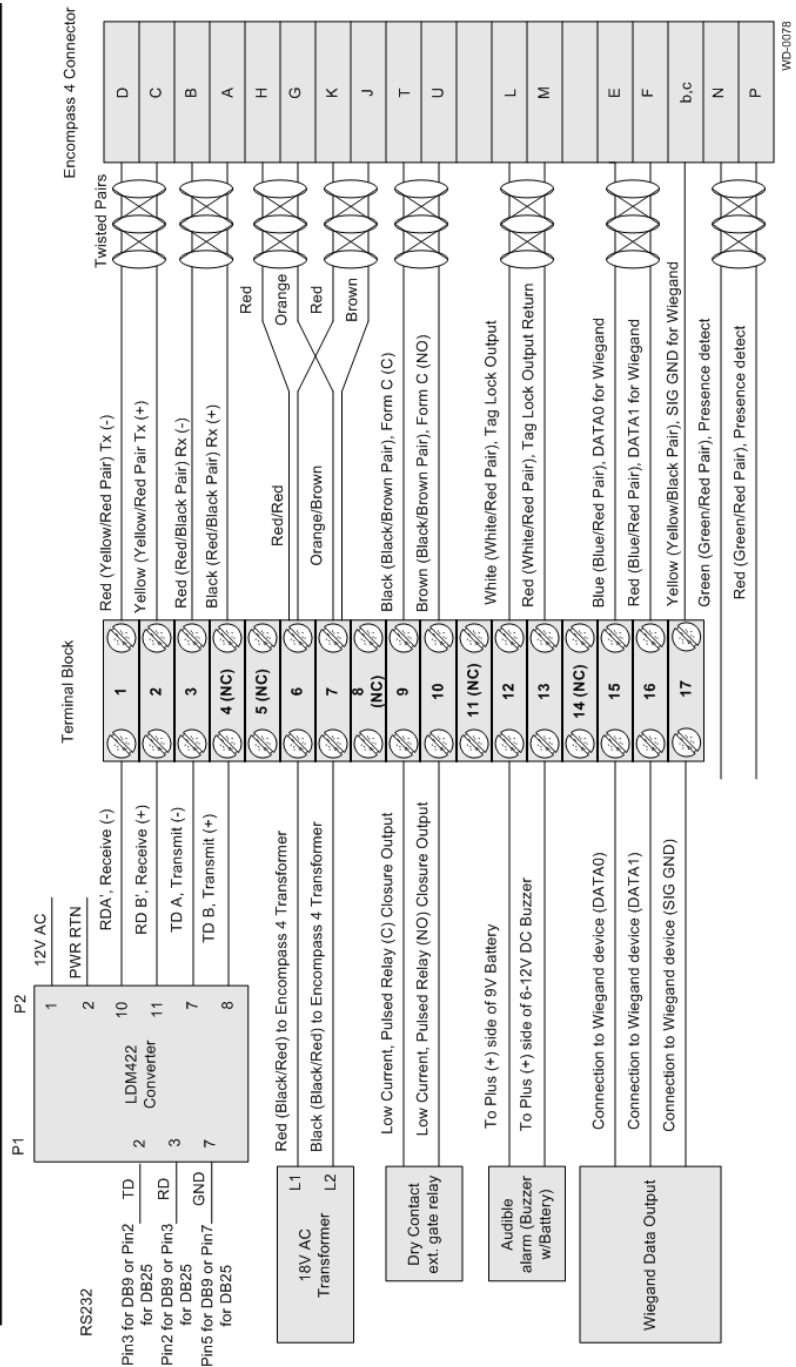 RS232
Pin3 for DB9 or Pin2
for DB25
Pin2 for DB9 or Pin3
for DB25
Pin5 for DB9 or Pin7
for DB25
TD
RD
GND
P1
P2
2
3
7
LDM422
Converter
1
2
10
11
7
8
12V AC
PWR RTN
RDA', Receive (-)
RD B', Receive (+)
TD A, Transmit (-)
TD B, Transmit (+)
18V AC
Transformer
L1
L2
Red (Black/Red) to Encompass 4 Transformer
Black (Black/Red) to Encompass 4 Transformer
Dry Contact
ext. gate relay
Low Current, Pulsed Relay (C) Closure Output
Low Current, Pulsed Relay (NO) Closure Output
Audible
alarm (Buzzer
w/Battery)
To Plus (+) side of 9V Battery
To Plus (+) side of 6-12V DC Buzzer
Wiegand Data Output
Connection to Wiegand device (DATA0)
Connection to Wiegand device (DATA1)
Connection to Wiegand device (SIG GND)
Terminal Block
1
2
3
4 (NC)
5 (NC)
6
7
8
(NC)
9
10
11 (NC)
12
13
14 (NC)
15
16
17
Red (Yellow/Red Pair) Tx (-)
Yellow (Yellow/Red Pair Tx (+)
Red (Red/Black Pair) Rx (-)
Black (Red/Black Pair) Rx (+)
Red/Red
Orange/Brown
Red
Orange
Red
Brown
Black (Black/Brown Pair), Form C (C)
Brown (Black/Brown Pair), Form C (NO)
White (White/Red Pair), Tag Lock Output
Red (White/Red Pair), Tag Lock Output Return
Blue (Blue/Red Pair), DATA0 for Wiegand
Red (Blue/Red Pair), DATA1 for Wiegand
Yellow (Yellow/Black Pair), SIG GND for Wiegand
Green (Green/Red Pair), Presence detect
Red (Green/Red Pair), Presence detect
Twisted Pairs
Encompass 4 Connector
D
C
B
A
H
G
K
J
T
U
L
M
E
F
b,c
N
P
WD-0078